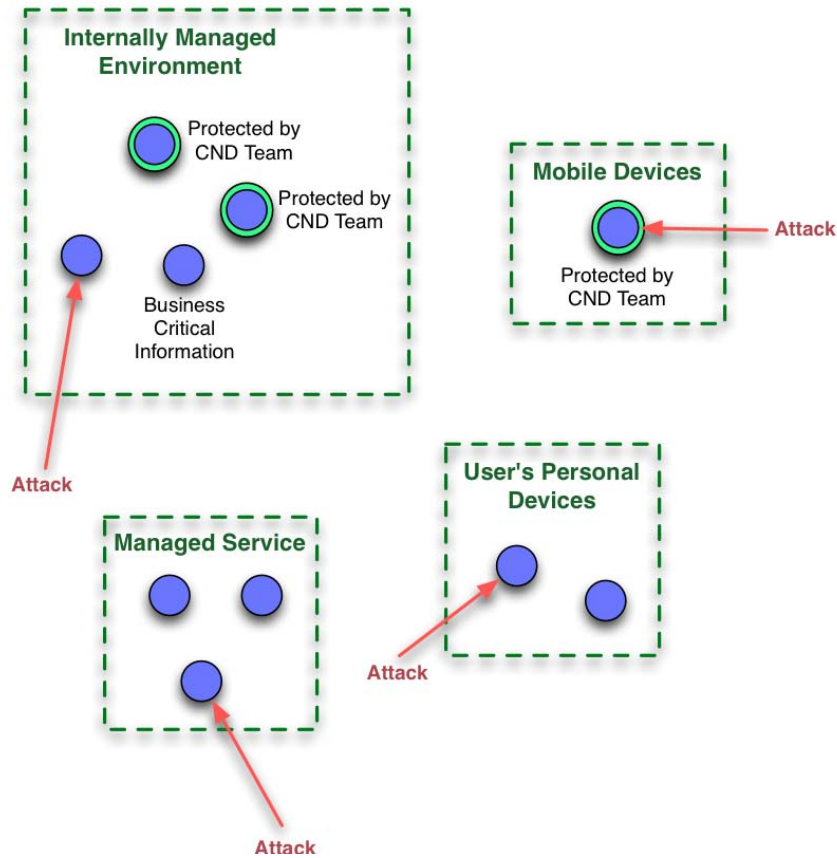 Internally Managed
Environment
Protected by
CND Team
Protected by
CND Team
Business
Critical
Information
Attack
Mobile Devices
Attack
Protected by
CND Team
User's Personal
Devices
Attack
Managed Service
Attack